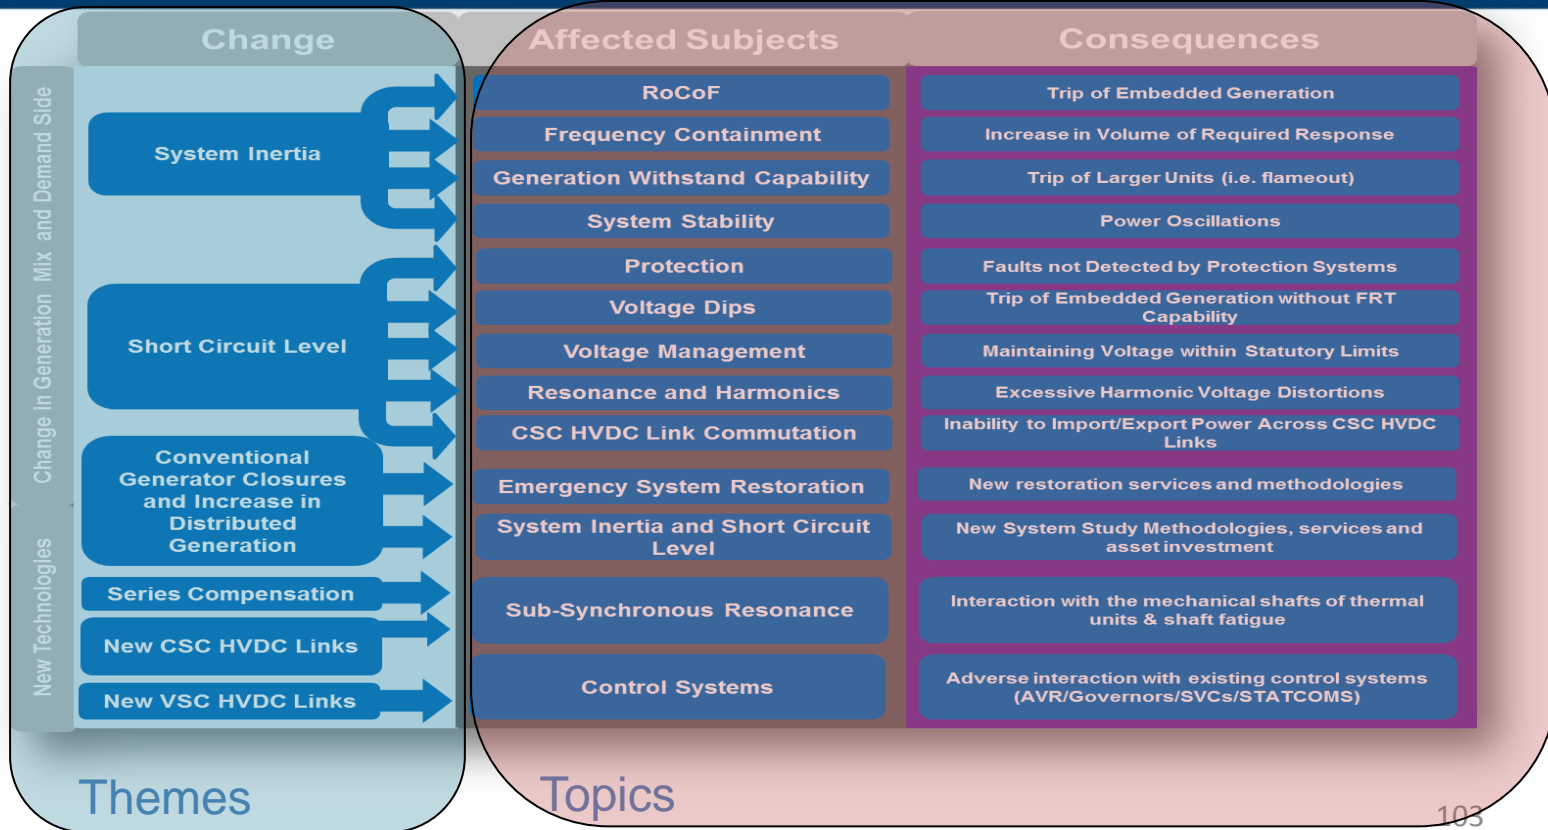 Change
Affected Subjects
Consequences
Change in Generation Mix and Demand Side
New Technologies
System Inertia
RoCoF
Trip of Embedded Generation
Frequency Containment
Increase in Volume of Required Response
Generation Withstand Capability
Trip of Larger Units (i.e. flameout)
System Stability
Power Oscillations
Short Circuit Level
Protection
Faults not Detected by Protection Systems
Voltage Dips
Trip of Embedded Generation without FRT
Capability
Voltage Management
Maintaining Voltage within Statutory Limits
Resonance and Harmonics
Excessive Harmonic Voltage Distortions
CSC HVDC Link Commutation
Inability to Import/Export Power Across CSC HVDC
Links
Conventional
Generator Closures
and Increase in
Distributed
Generation
Emergency System Restoration
New restoration services and methodologies
System Inertia and Short Circuit
Level
New System Study Methodologies, services and
asset investment
Series Compensation
New CSC HVDC Links
Sub-Synchronous Resonance
Interaction with the mechanical shafts of thermal
units & shaft fatigue
New VSC HVDC Links
Control Systems
Adverse interaction with existing control systems
(AVR/Governors/SVCs/STATCOMS)
Themes
Topics
103